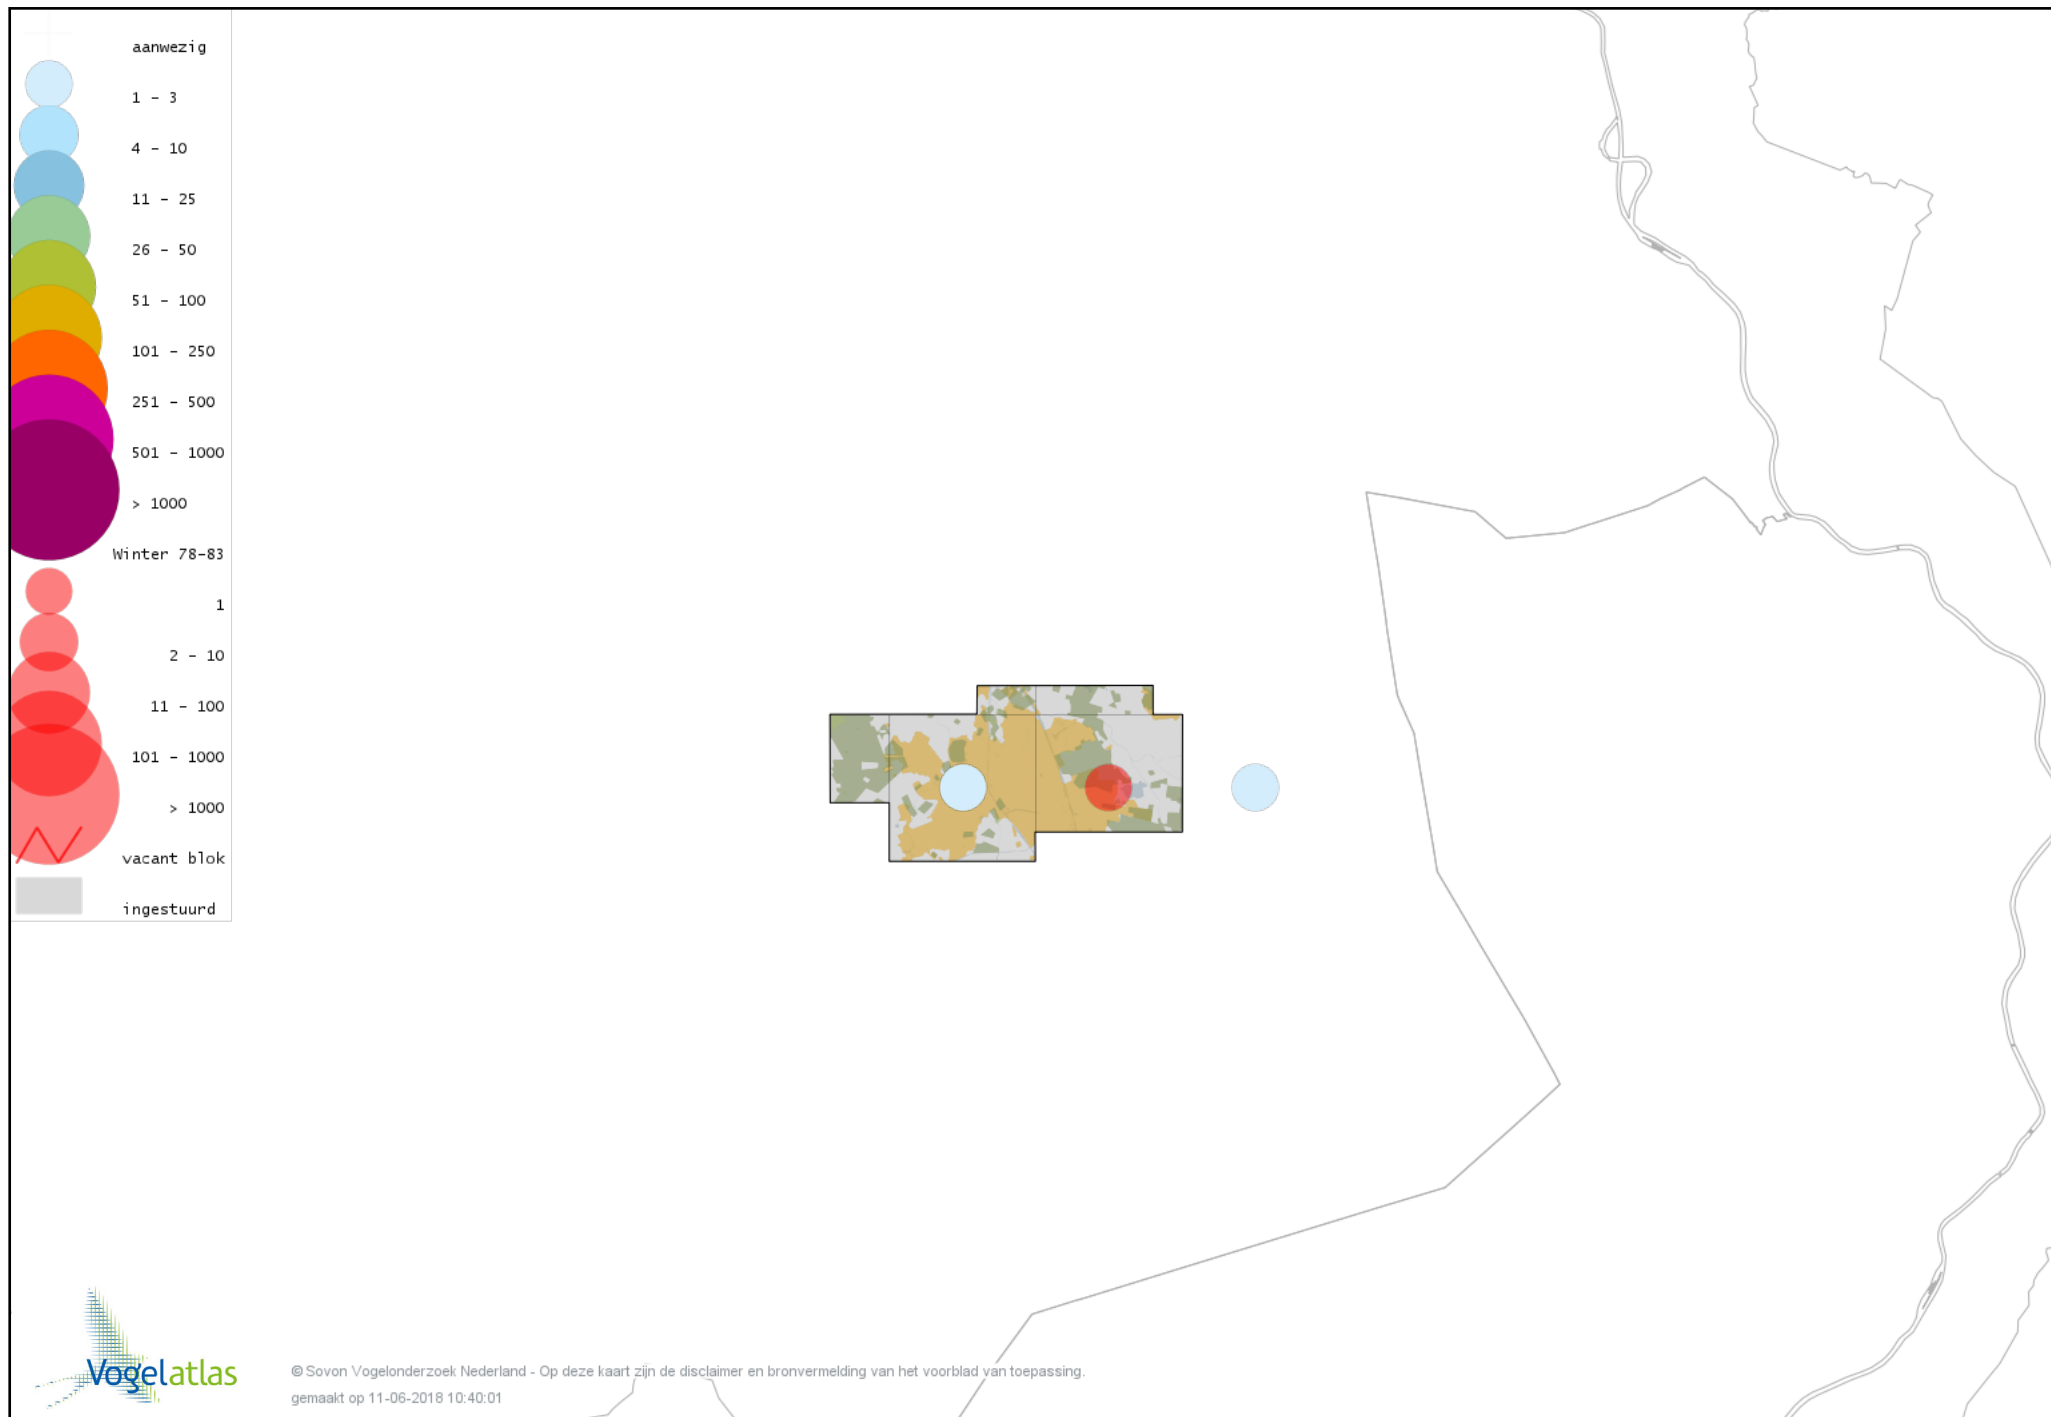 aanwezig
1 - 3
4 - 10
11 - 25
26 - 50
51 - 100
101 - 250
251 - 500
501 - 1000
> 1000
Winter 78-83
1
2 - 10
11 - 100
101 - 1000
> 1000
vacant blok
ingestuurd
Vogelatlas
© Sovon Vogelonderzoek Nederland - Op deze kaart zijn de disclaimer en bronvermelding van het voorblad van toepassing.
gemaakt op 11-06-2018 10:40:01